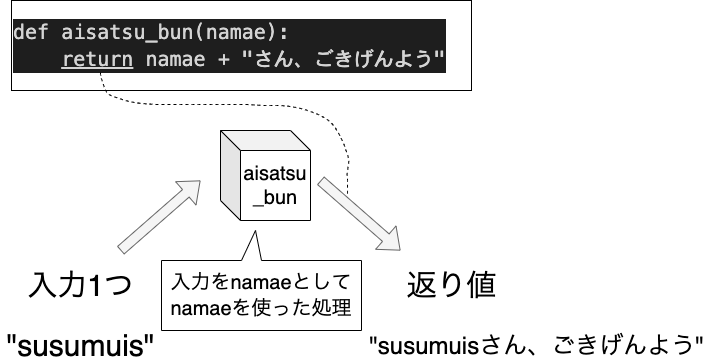 def aisatsu_bun(namae):
    return namae + "さん、ごきげんよう"
aisatsu
_bun
入力1つ
入力をnamaeとして
namaeを使った処理
返り値
"susumuis"
"susumuisさん、ごきげんよう"